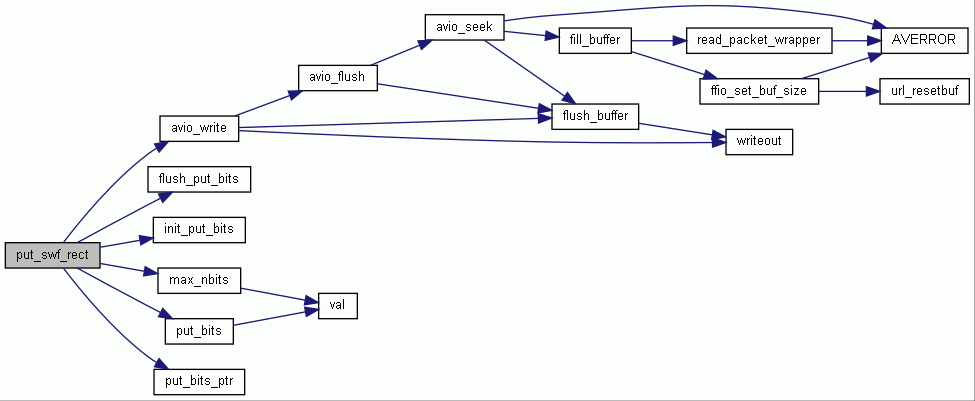 avio_seek
fill_buffer
read_packet_wrapper
AVERROR
avio_flush
ffio_set_buf_size
url_resetbuf
avio_write
flush_buffer
writeout
flush_put_bits
init_put_bits
put_swf_rect
max_nbits
val
put_bits
put_bits_ptr